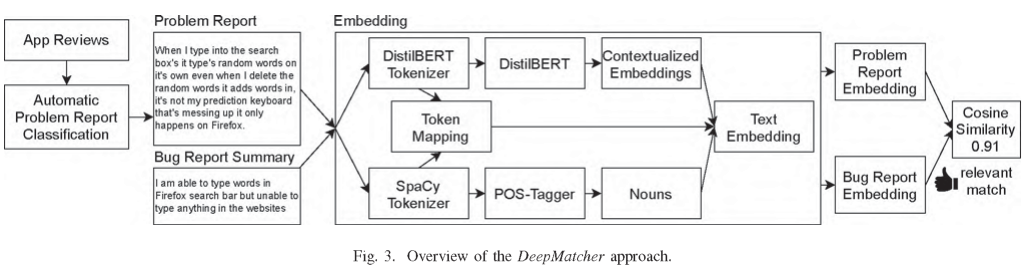 App Reviews
Automatic
Problem Report
Classification
Problem Report
When I type into the search
box's it type's random words on
it's own even when I delete the
random words it adds words in,
it's not my prediction keyboard
that's messing up it only
happens on Firefox.
Bug Report Summary
I am able to type words in
Firefox search bar but unable to
type anything in the websites
Embedding
DistilBERT
Tokenizer
DistilBERT
Contextualized
Embeddings
Token
Mapping
Text
Embedding
SpaCy
Tokenizer
POS-Tagger
Nouns
Problem
Report
Embedding
Bug Report
Embedding
Cosine
Similarity
0.91
relevant
match
Fig. 3. Overview of the DeepMatcher approach.